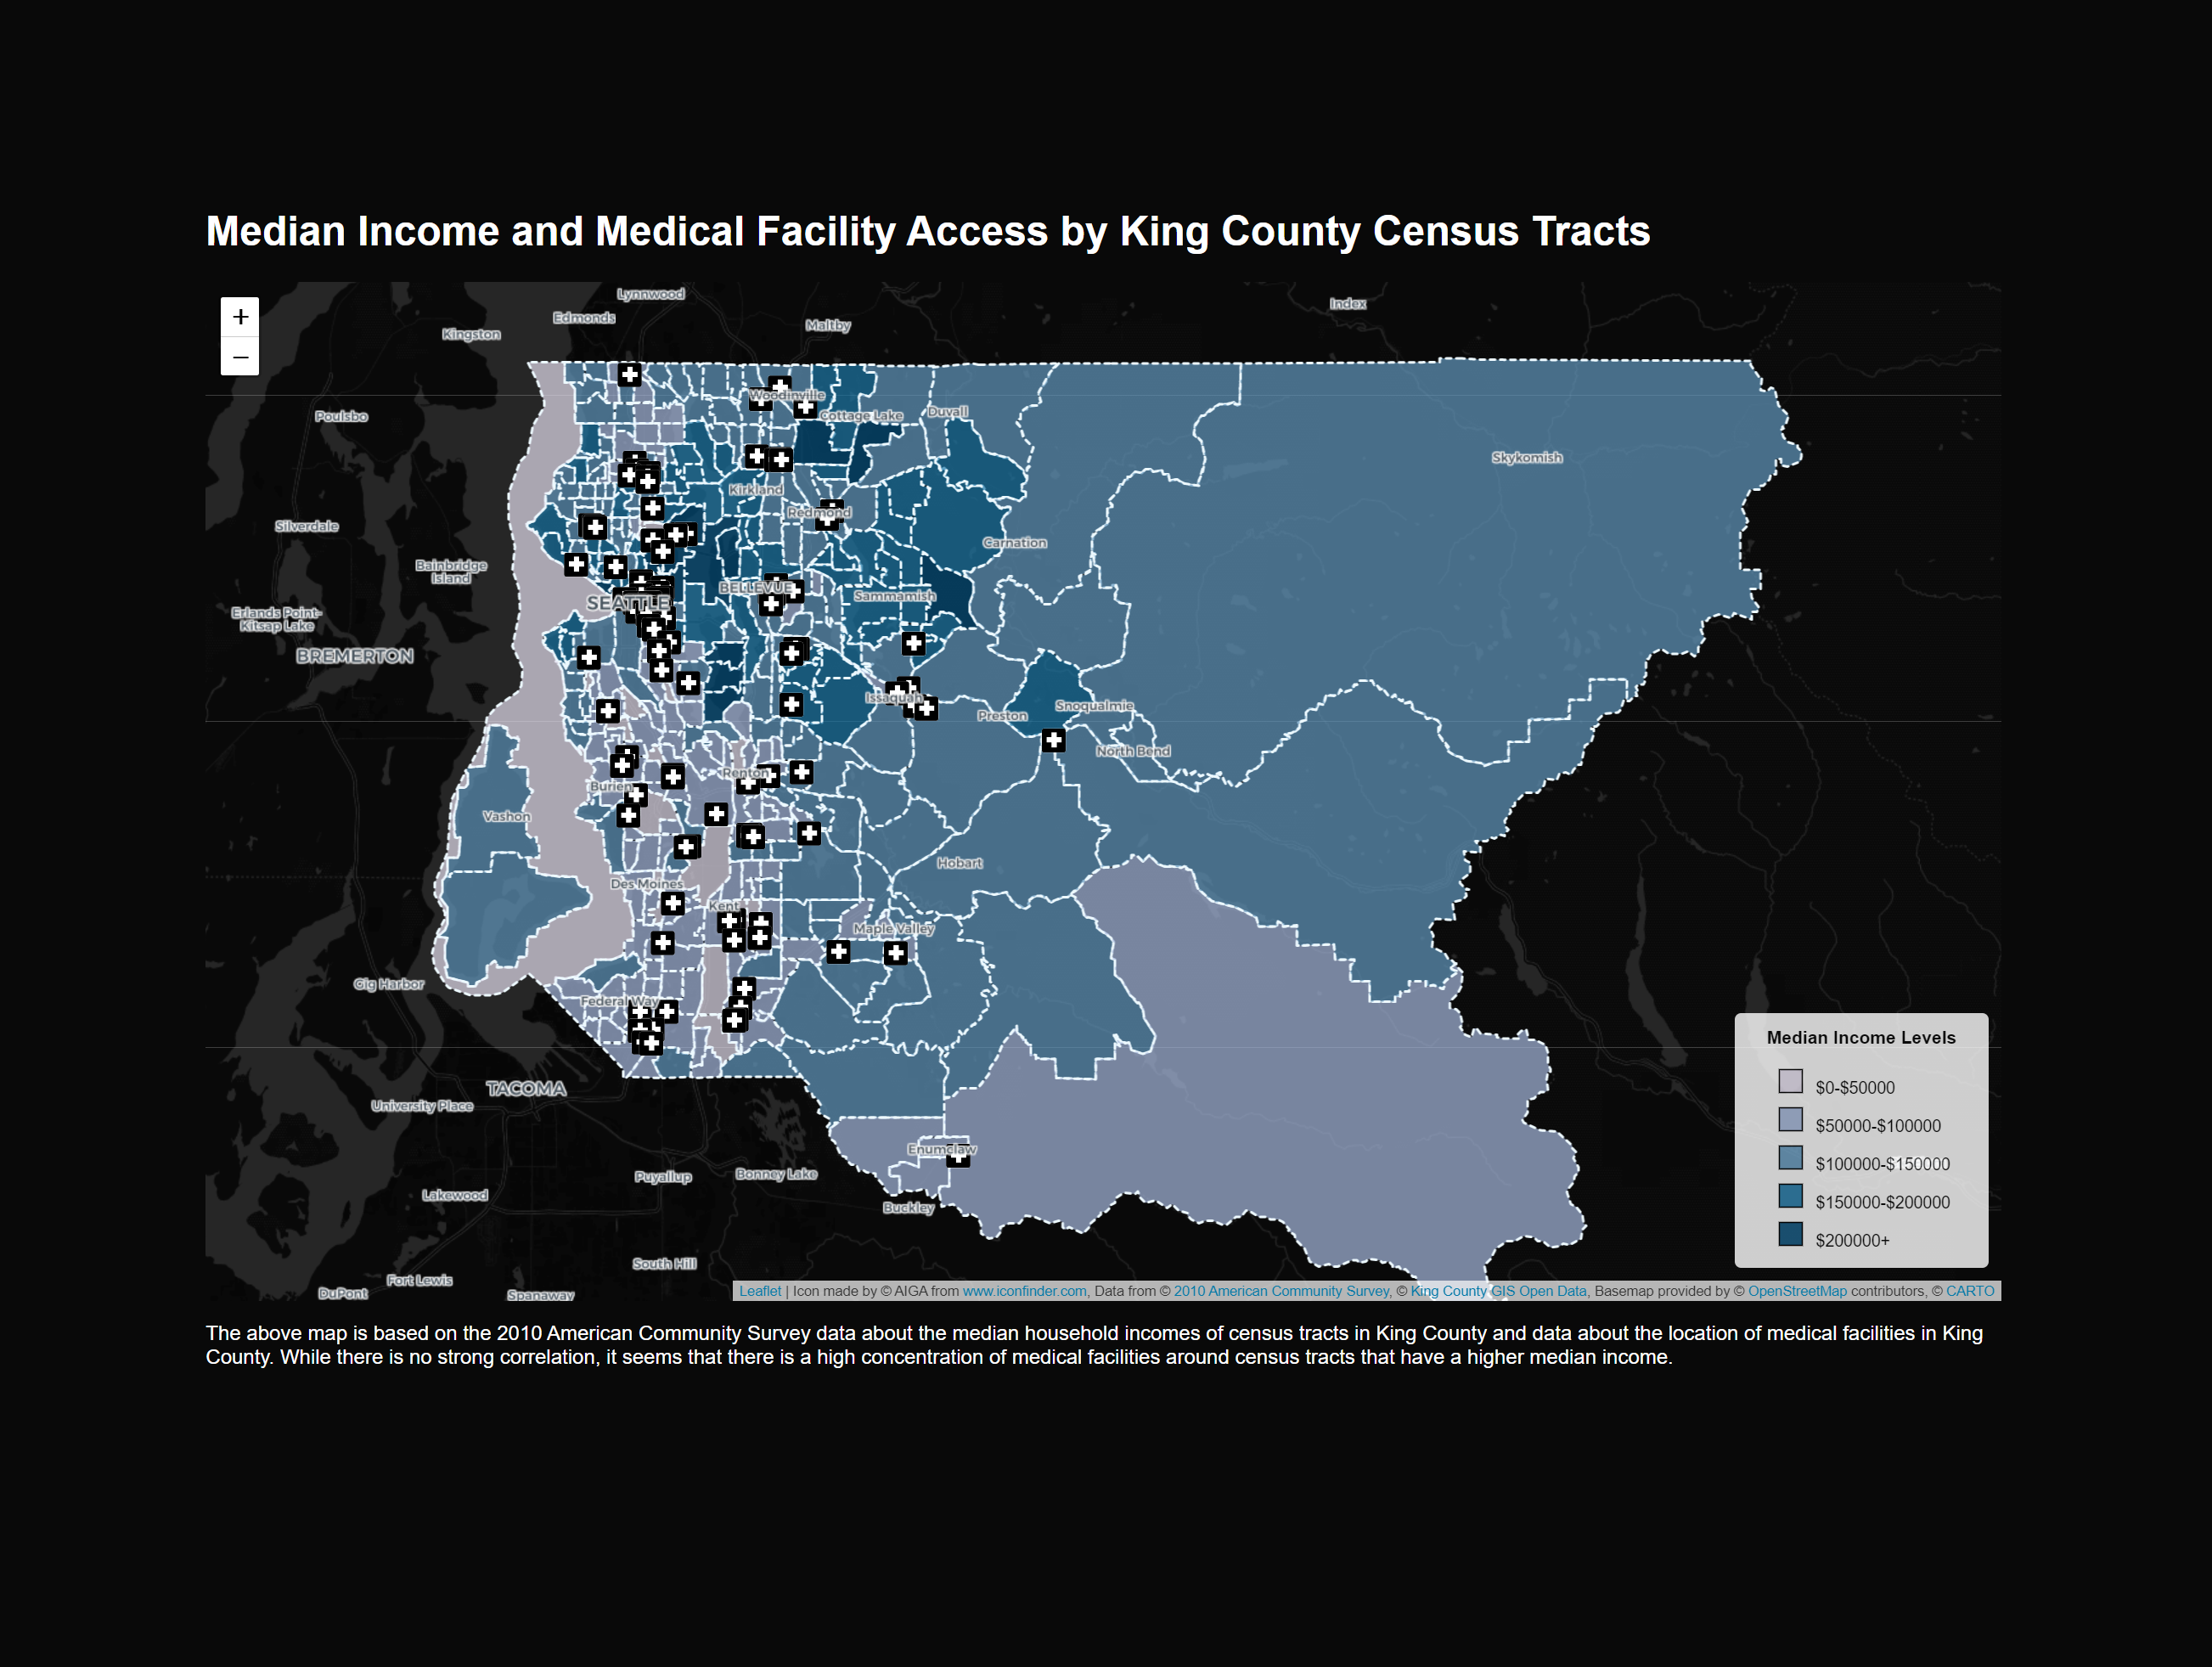 Median Income and Medical Facility Access by King County Census Tracts
+
−
Lynnwood
Index
Edmonds
Maltby
Kingston
Woodinville
Poulsbo
Cottage Lake
Duvall
Skykomish
Kirkland
Redmond
Silverdale
Carnation
Bainbridge
Island
BELLEVUE
Sammamish
SEATTLE
Erlands Point-
Kitsap Lake
BREMERTON
Issaquah
Snoqualmie
Preston
North Bend
Renton
Burien
Vashon
Hobart
Des Moines
Kent
Maple Valley
Gig Harbor
Federal Way
TACOMA
University Place
Enumclaw
Puyallup
Bonney Lake
Lakewood
Buckley
South Hill
Fort Lewis
DuPont
Spanaway
Median Income Levels
$0-$50000
$50000-$100000
$100000-$150000
$150000-$200000
$200000+
Leaflet | Icon made by © AIGA from www.iconfinder.com, Data from © 2010 American Community Survey, © King County GIS Open Data, Basemap provided by © OpenStreetMap contributors, © CARTO
The above map is based on the 2010 American Community Survey data about the median household incomes of census tracts in King County and data about the location of medical facilities in King
County. While there is no strong correlation, it seems that there is a high concentration of medical facilities around census tracts that have a higher median income.